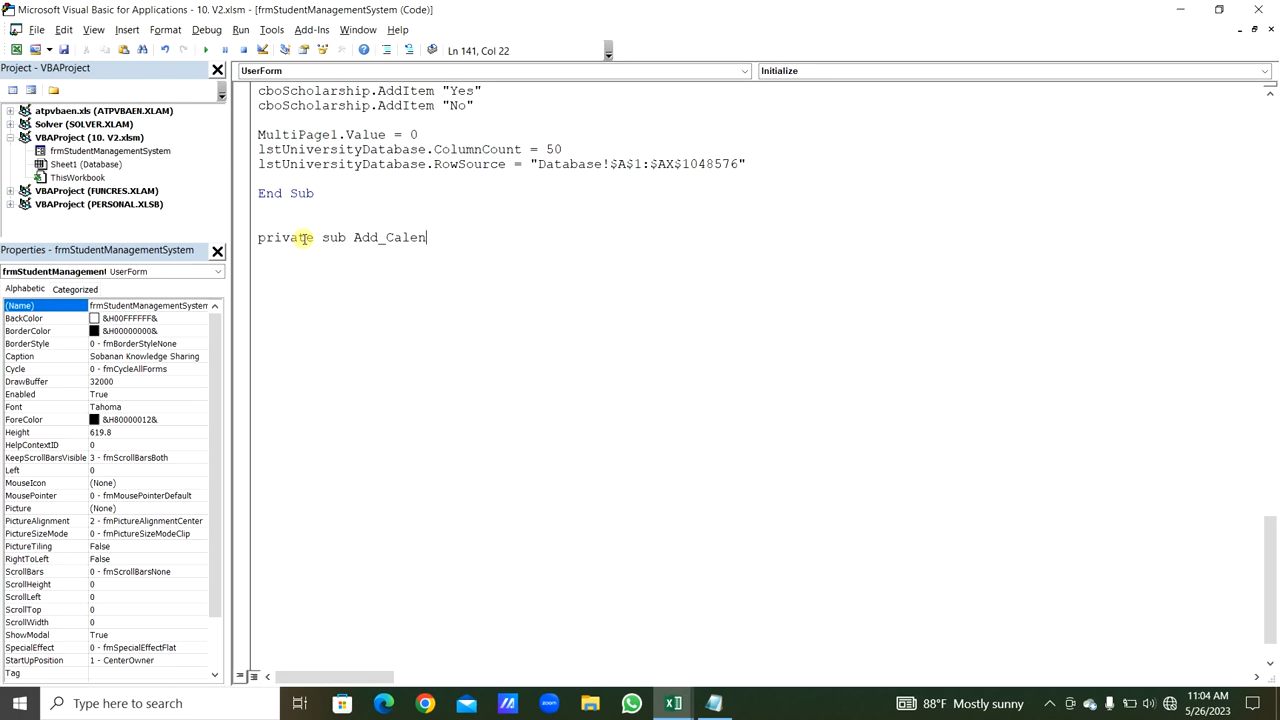 Microsoft Visual Basic for Applications - 10. V2.xlsm - [frmStudentManagementSystem (Code)]
File Edit View Insert Format Debug Run Tools Add-Ins Window Help
Ln 141, Col 22
Project - VBAProject
UserForm
Initialize
atpvbaen.xls (ATPVBAEN.XLAM)
Solver (SOLVER.XLAM)
VBAProject (10. V2.xlsm)
frmStudentManagementSystem
Sheet1 (Database)
ThisWorkbook
VBAProject (FUNCRES.XLAM)
VBAProject (PERSONAL.XLSB)
cboScholarship.AddItem "Yes"
cboScholarship.AddItem "No"
MultiPage1.Value = 0
lstUniversityDatabase.ColumnCount = 50
lstUniversityDatabase.RowSource = "Database!$A$1:$AX$1048576"
End Sub
private sub Add_Calen
Properties - frmStudentManagementSystem
frmStudentManagement UserForm
Alphabetic Categorized
(Name) frmStudentManagementSystem
BackColor &H00FFFFFF&
BorderColor &H80000000&
BorderStyle 0 - fmBorderStyleNone
Caption Sobanan Knowledge Sharing
Cycle 0 - fmCycleAllForms
DrawBuffer 32000
Enabled True
Font Tahoma
ForeColor &H80000012&
Height 619.8
HelpContextID 0
KeepScrollBarsVisible 3 - fmScrollBarsBoth
Left 0
MouseIcon (None)
MousePointer 0 - fmMousePointerDefault
Picture (None)
PictureAlignment 2 - fmPictureAlignmentCenter
PictureSizeMode 0 - fmPictureSizeModeClip
PictureTiling False
RightToLeft False
ScrollBars 0 - fmScrollBarsNone
ScrollHeight 0
ScrollLeft 0
ScrollTop 0
ScrollWidth 0
ShowModal True
SpecialEffect 0 - fmSpecialEffectFlat
StartUpPosition 1 - CenterOwner
Tag
Type here to search
zoom
88°F Mostly sunny
11:04 AM
5/26/2023